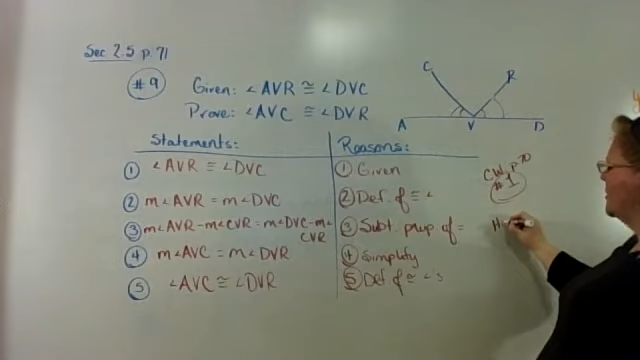 Sec 2.5 p.71
#9 Given: ∠AVR ≅ ∠DVC
Prove: ∠AVC ≅ ∠DVR
C R
A V D
Statements: Reasons:
① ∠AVR ≅ ∠DVC ① Given
② m∠AVR = m∠DVC ② Def. of ≅ ∠
③ m∠AVR - m∠CVR = m∠DVC - m∠ ③ Subt. prop of =
CVR
④ m∠AVC = m∠DVR ④ Simplify
⑤ ∠AVC ≅ ∠DVR ⑤ Def. of ≅ ∠s
CW p.70
#1